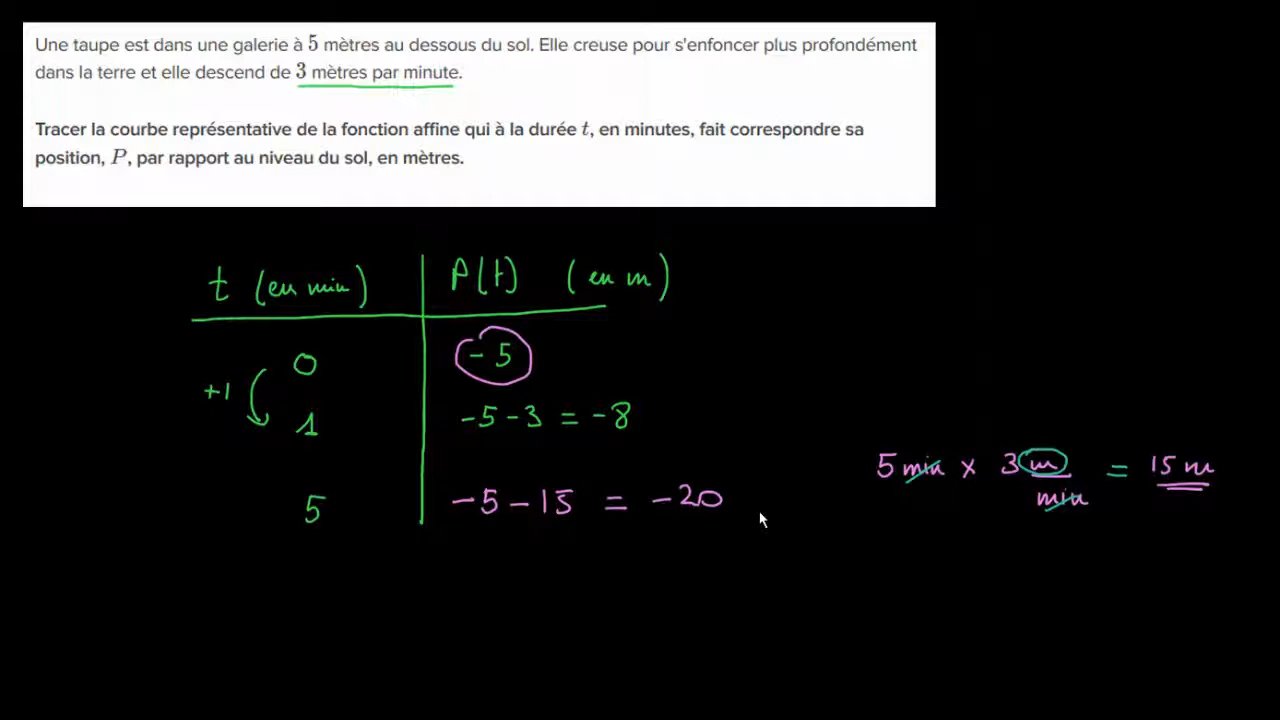 Une taupe est dans une galerie à 5 mètres au dessous du sol. Elle creuse pour s'enfoncer plus profondément
dans la terre et elle descend de 3 mètres par minute.
Tracer la courbe représentative de la fonction affine qui à la durée t, en minutes, fait correspondre sa
position, P, par rapport au niveau du sol, en mètres.
t (en min) P(t) (en m)
0 -5
+1
1 -5-3 = -8
5 min × 3 m = 15 m
min
5 -5-15 = -20